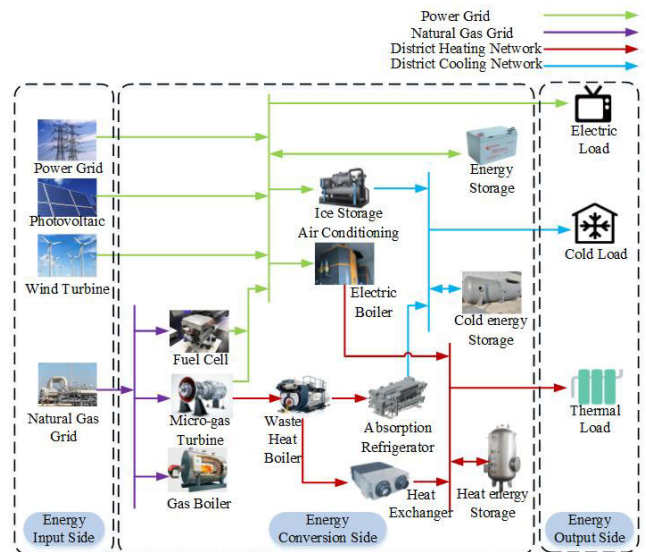 Power Grid
Natural Gas Grid
District Heating Network
District Cooling Network
Electric
Load
Power Grid
Energy
Storage
Photovoltaic
Ice Storage
Air Conditioning
Cold Load
Wind Turbine
Electric
Boiler
Cold energy
Storage
Fuel Cell
Natural Gas
Grid
Micro-gas
Turbine
Waste
Heat
Boiler
Absorption
Refrigerator
Thermal
Load
Gas Boiler
Heat
Exchanger
Heat energy
Storage
Energy
Input Side
Energy
Conversion Side
Energy
Output Side